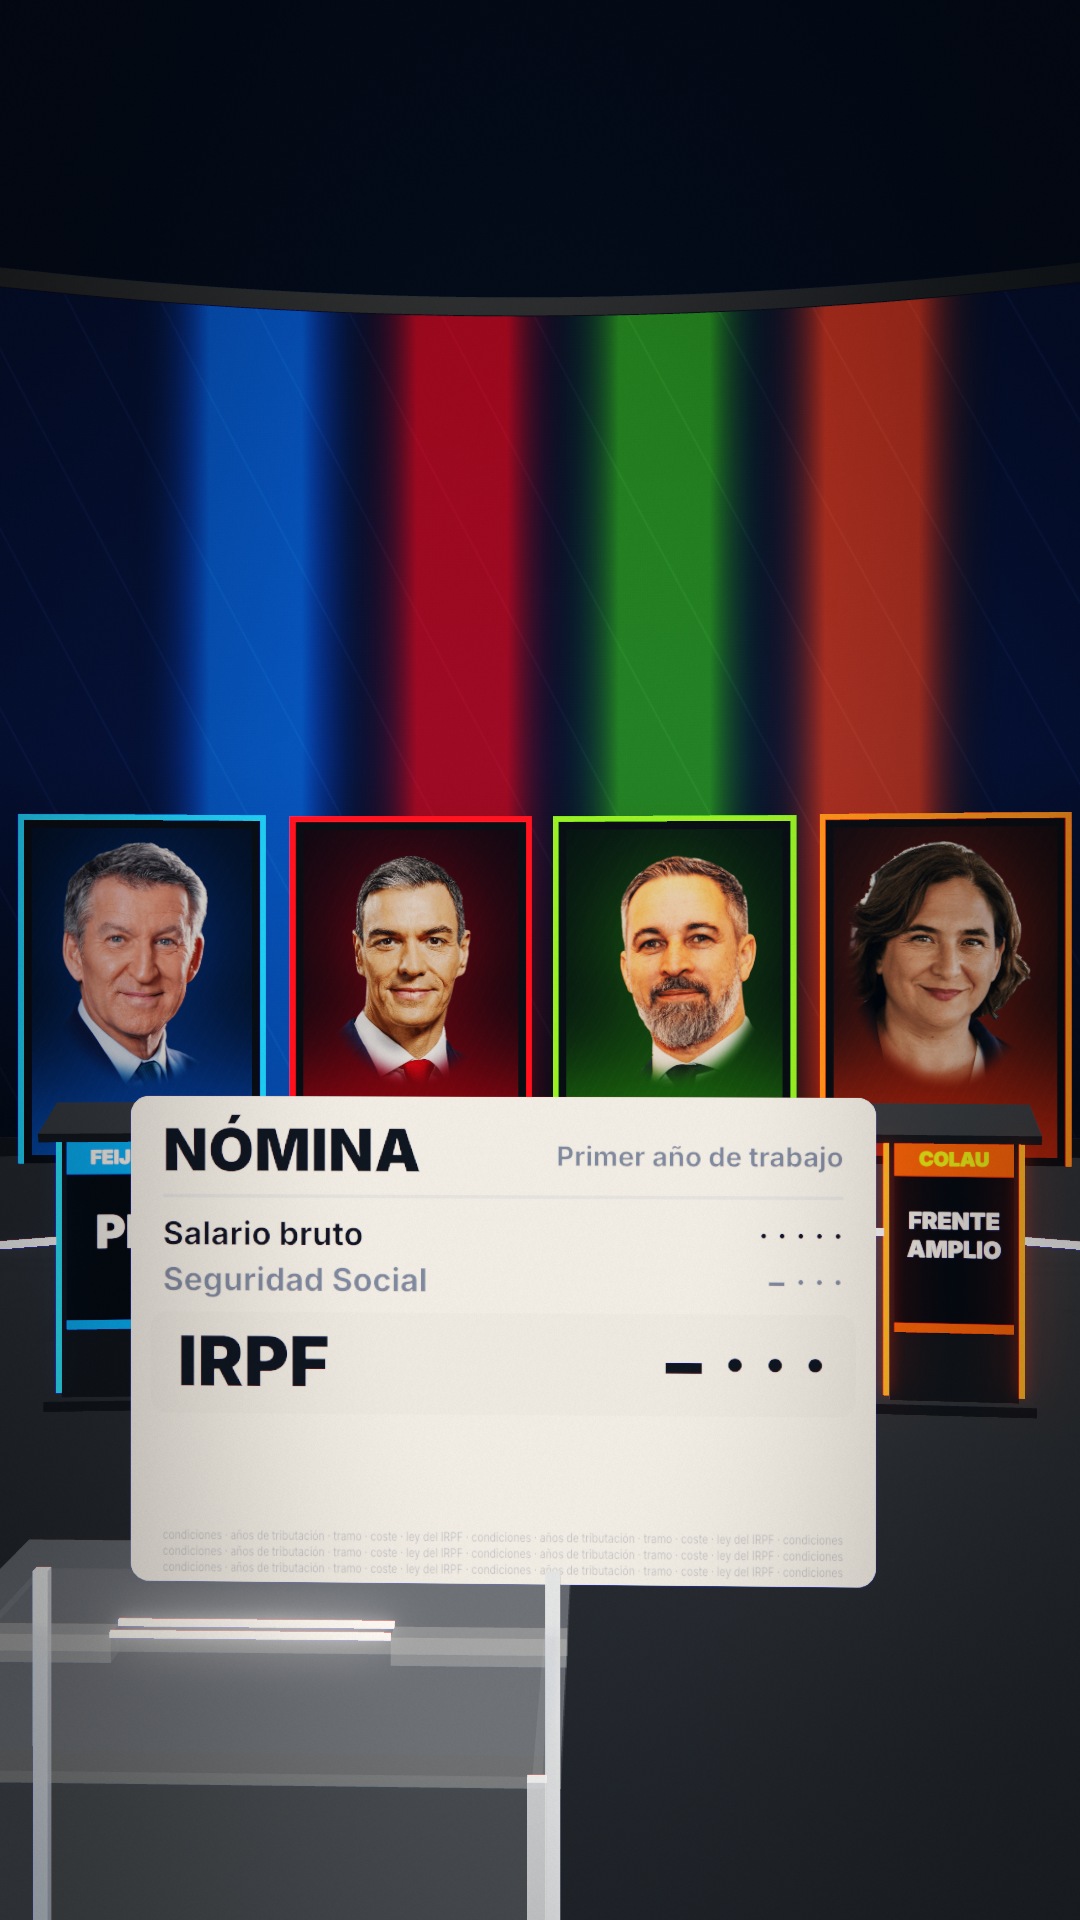 NÓMINA
Primer año de trabajo
Salario bruto
Seguridad Social
IRPF
condiciones · años de tributación · tramo · coste · ley del IRPF · condiciones · años de tributación · tramo · coste · ley del IRPF · condiciones
condiciones · años de tributación · tramo · coste · ley del IRPF · condiciones · años de tributación · tramo · coste · ley del IRPF · condiciones
condiciones · años de tributación · tramo · coste · ley del IRPF · condiciones · años de tributación · tramo · coste · ley del IRPF · condiciones
FEIJ
COLAU
FRENTE
AMPLIO